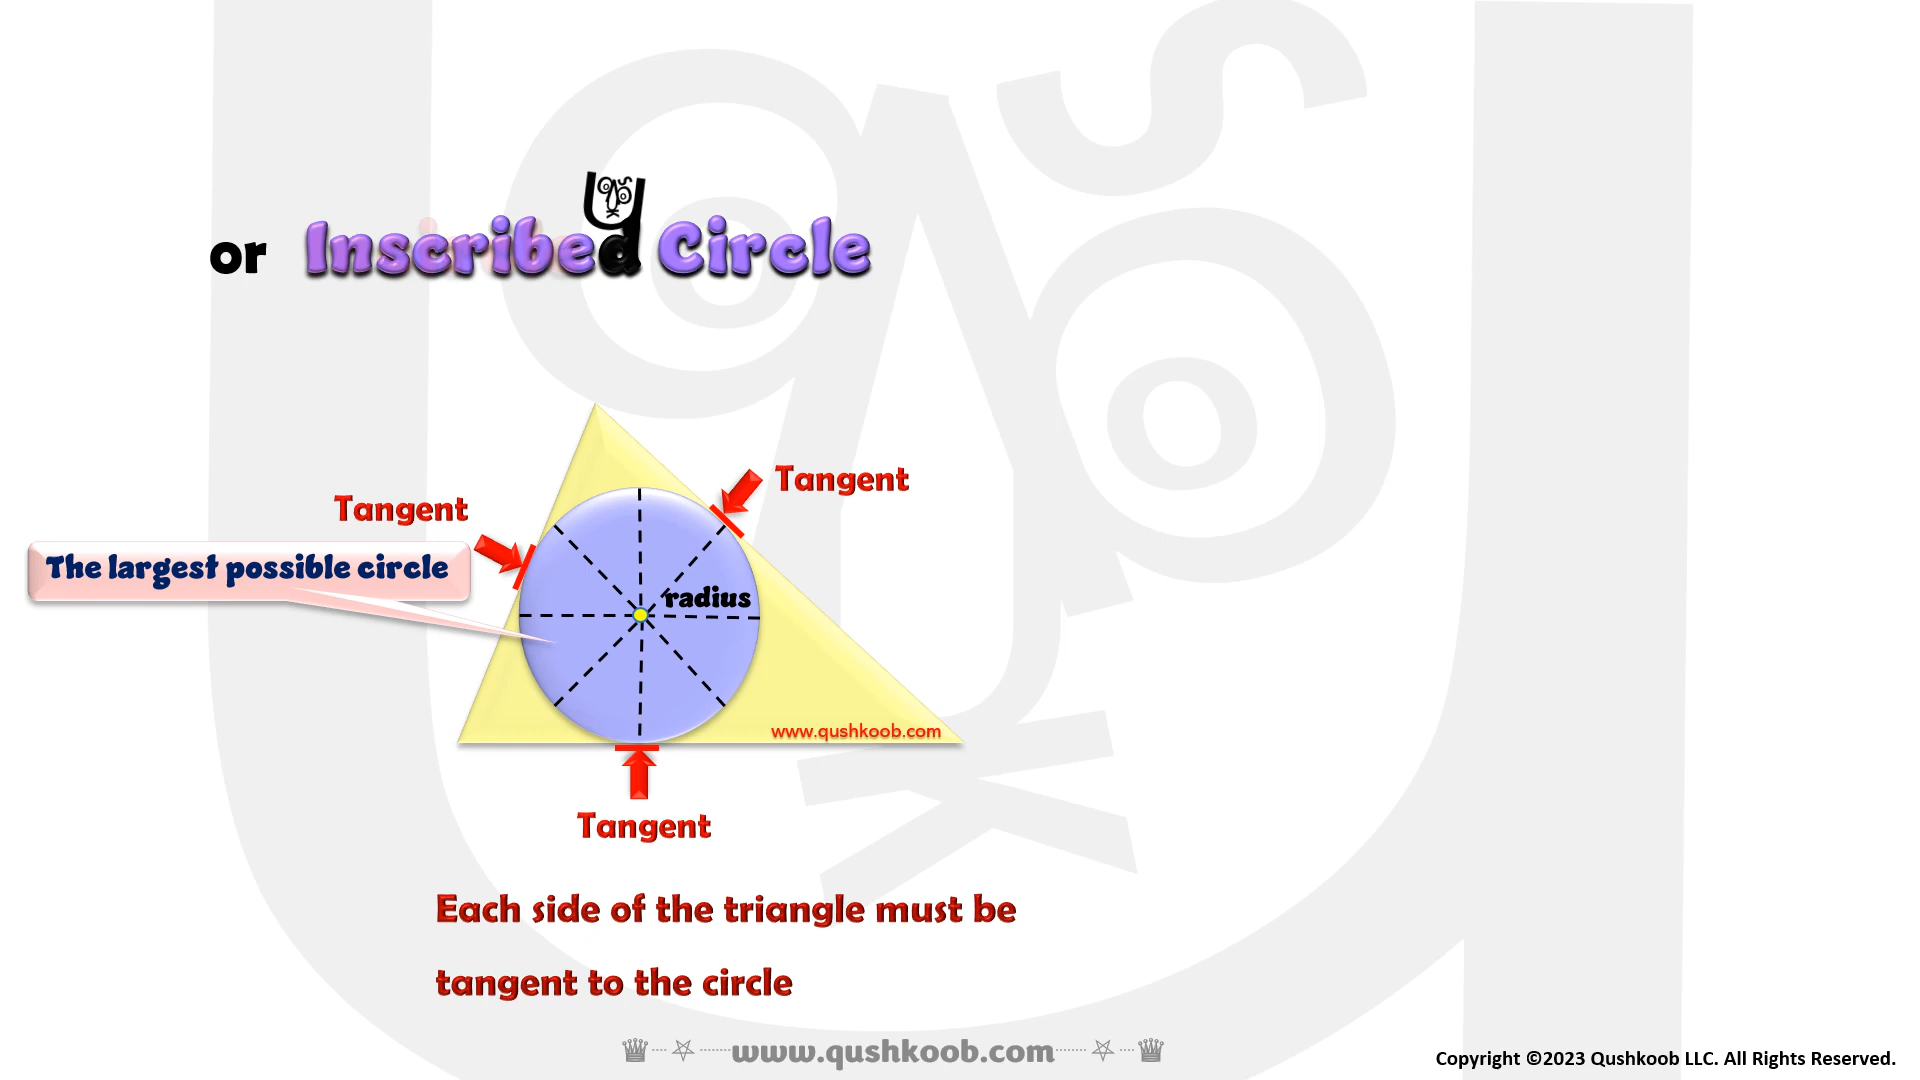 or Inscribed Circle
Tangent
Tangent
The largest possible circle
radius
www.qushkoob.com
Tangent
Each side of the triangle must be
tangent to the circle
www.qushkoob.com
Copyright ©2023 Qushkoob LLC. All Rights Reserved.